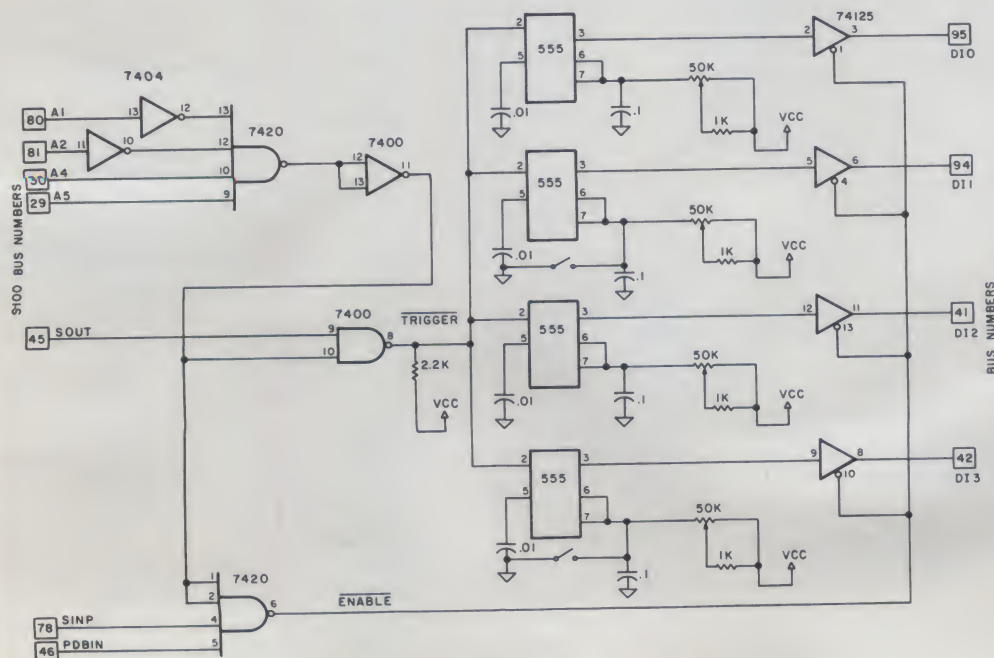 7404
7420
7400
80 A1 13 12 13
81 A2 11 10 12
30 A4 10
29 A5 9
12
13
11
S100 BUS NUMBERS
45 SOUT 9
10
7400
8
TRIGGER
2.2K
VCC
7420
1
2
78 SINP 4
46 PDBIN 5
6
ENABLE
2 555 3
5 6
7
.01
.1
50K
1K
VCC
74125
2 3
1
95
DI0
2 555 3
5 6
7
.01
.1
50K
1K
VCC
5 6
4
94
DI1
2 555 3
5 6
7
.01
.1
50K
1K
VCC
12 11
13
41
DI2
2 555 3
5 6
7
.01
.1
50K
1K
VCC
9 8
10
42
DI3
BUS NUMBERS